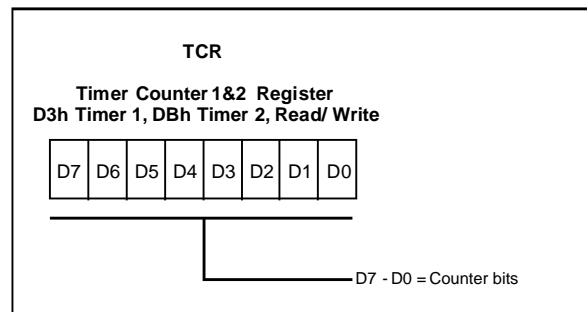 TCR
Timer Counter 1&2 Register
D3h Timer 1, DBh Timer 2, Read/ Write
D7 D6 D5 D4 D3 D2 D1 D0
D7 - D0 = Counter bits